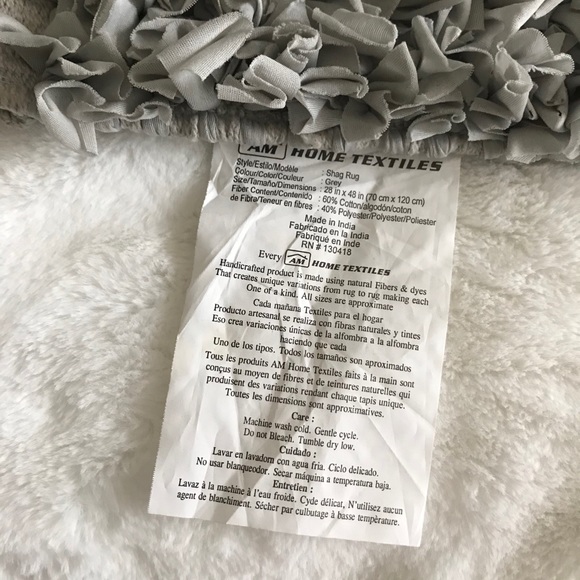 AM HOME TEXTILES
Style/Estilo/Modèle : Shag Rug
Colour/Color/Couleur : Grey
Size/Tamaño/Dimensions : 28 in x 48 in (70 cm x 120 cm)
Fiber Content/Contenido : 60% Cotton/algodón/coton
de Fibra/Teneur en fibres : 40% Polyester/Polyester/Poliester
Made in India
Fabricado en la India
Fabriqué en Inde
RN # 130418
Every AM HOME TEXTILES
Handicrafted product is made using natural Fibers & dyes
That creates unique variations from rug to rug making each
One of a kind. All sizes are approximate
Cada mañana Textiles para el hogar
Producto artesanal se realiza con fibras naturales y tintes
Eso crea variaciones únicas de la alfombra a la alfombra
haciendo que cada
Uno de los tipos. Todos los tamaños son aproximados
Tous les produits AM Home Textiles faits à la main sont
conçus au moyen de fibres et de teintures naturelles qui
produisent des variations rendant chaque tapis unique.
Toutes les dimensions sont approximatives.
Care :
Machine wash cold. Gentle cycle.
Do not Bleach. Tumble dry low.
Cuidado :
Lavar en lavadorn con agua fria. Ciclo delicado.
No usar blanqueodor. Secar máquina a temperatura baja.
Entretien :
Lavaz à la machine à l'eau froide. Cyde délicat, N'utilisez aucun
agent de blanchiment. Sécher par culbutage à basse température.